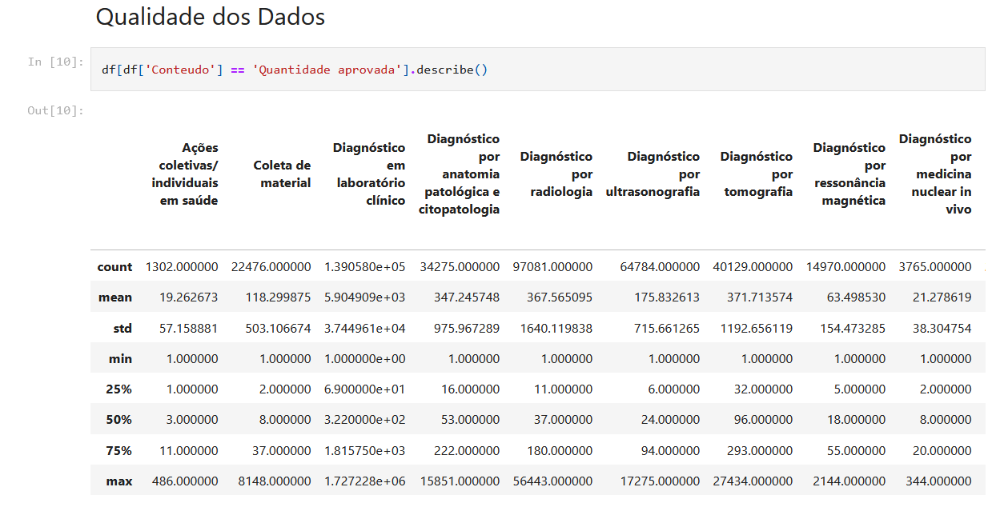 Qualidade dos Dados
In [10]:
df[df['Conteudo'] == 'Quantidade aprovada'].describe()
Out[10]:
Ações coletivas/ individuais em saúde
Coleta de material
Diagnóstico em laboratório clínico
Diagnóstico por anatomia patológica e citopatologia
Diagnóstico por radiologia
Diagnóstico por ultrasonografia
Diagnóstico por tomografia
Diagnóstico por ressonância magnética
Diagnóstico por medicina nuclear in vivo
count 1302.000000 22476.000000 1.390580e+05 34275.000000 97081.000000 64784.000000 40129.000000 14970.000000 3765.000000
mean 19.262673 118.299875 5.904909e+03 347.245748 367.565095 175.832613 371.713574 63.498530 21.278619
std 57.158881 503.106674 3.744961e+04 975.967289 1640.119838 715.661265 1192.656119 154.473285 38.304754
min 1.000000 1.000000 1.000000e+00 1.000000 1.000000 1.000000 1.000000 1.000000 1.000000
25% 1.000000 2.000000 6.900000e+01 16.000000 11.000000 6.000000 32.000000 5.000000 2.000000
50% 3.000000 8.000000 3.220000e+02 53.000000 37.000000 24.000000 96.000000 18.000000 8.000000
75% 11.000000 37.000000 1.815750e+03 222.000000 180.000000 94.000000 293.000000 55.000000 20.000000
max 486.000000 8148.000000 1.727228e+06 15851.000000 56443.000000 17275.000000 27434.000000 2144.000000 344.000000